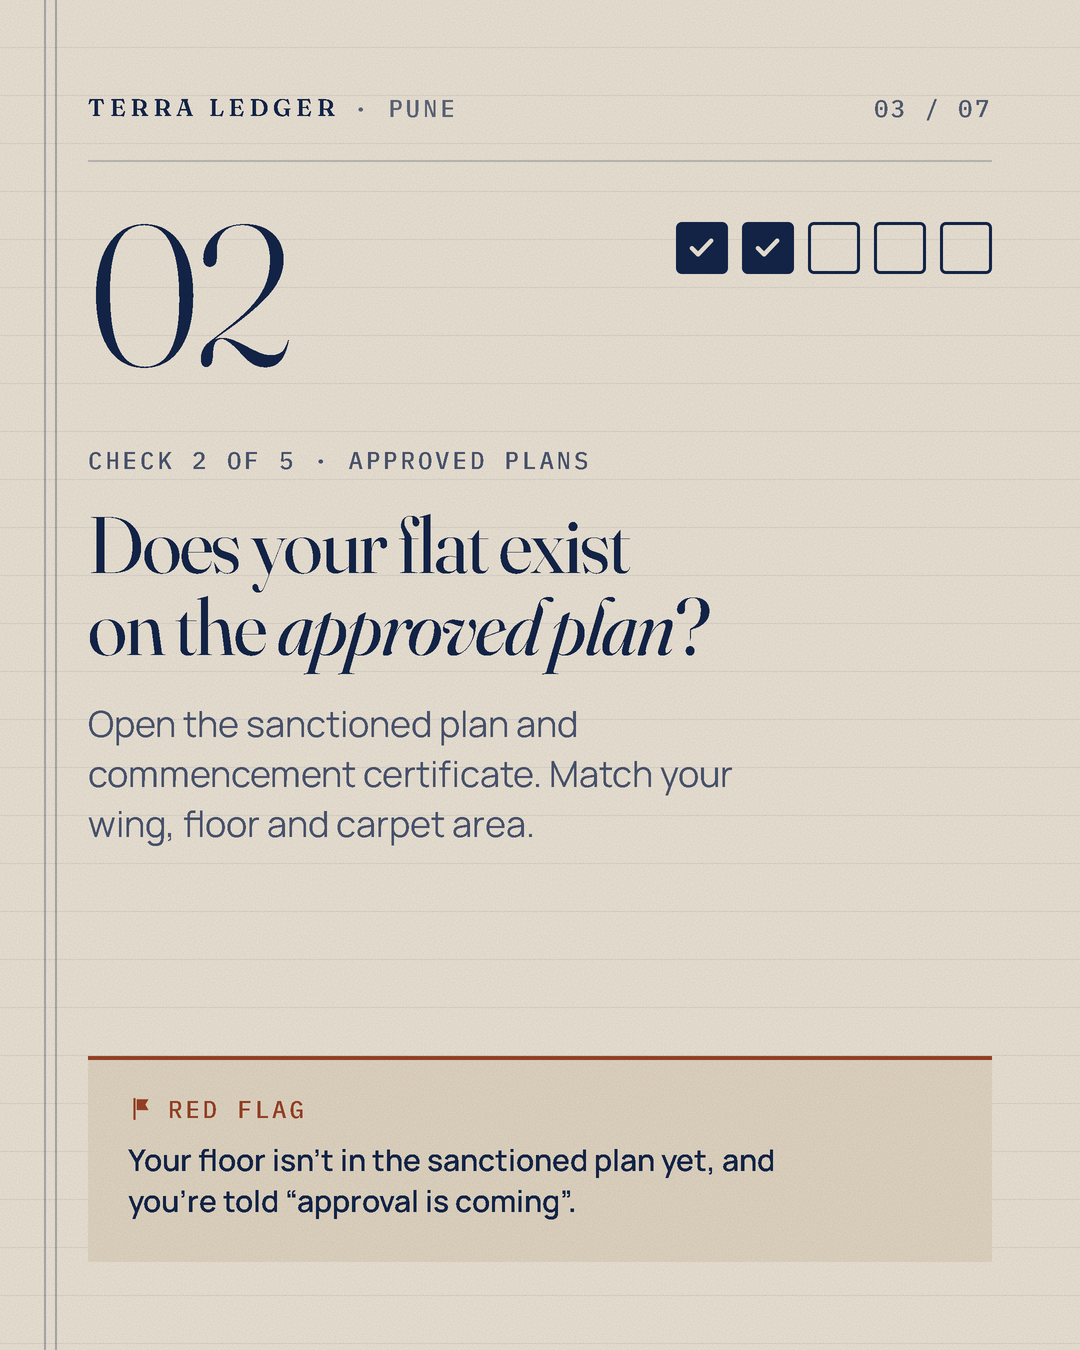 TERRA LEDGER · PUNE
03 / 07
02
CHECK 2 OF 5 · APPROVED PLANS
Does your flat exist
on the approved plan?
Open the sanctioned plan and
commencement certificate. Match your
wing, floor and carpet area.
RED FLAG
Your floor isn’t in the sanctioned plan yet, and
you’re told “approval is coming”.